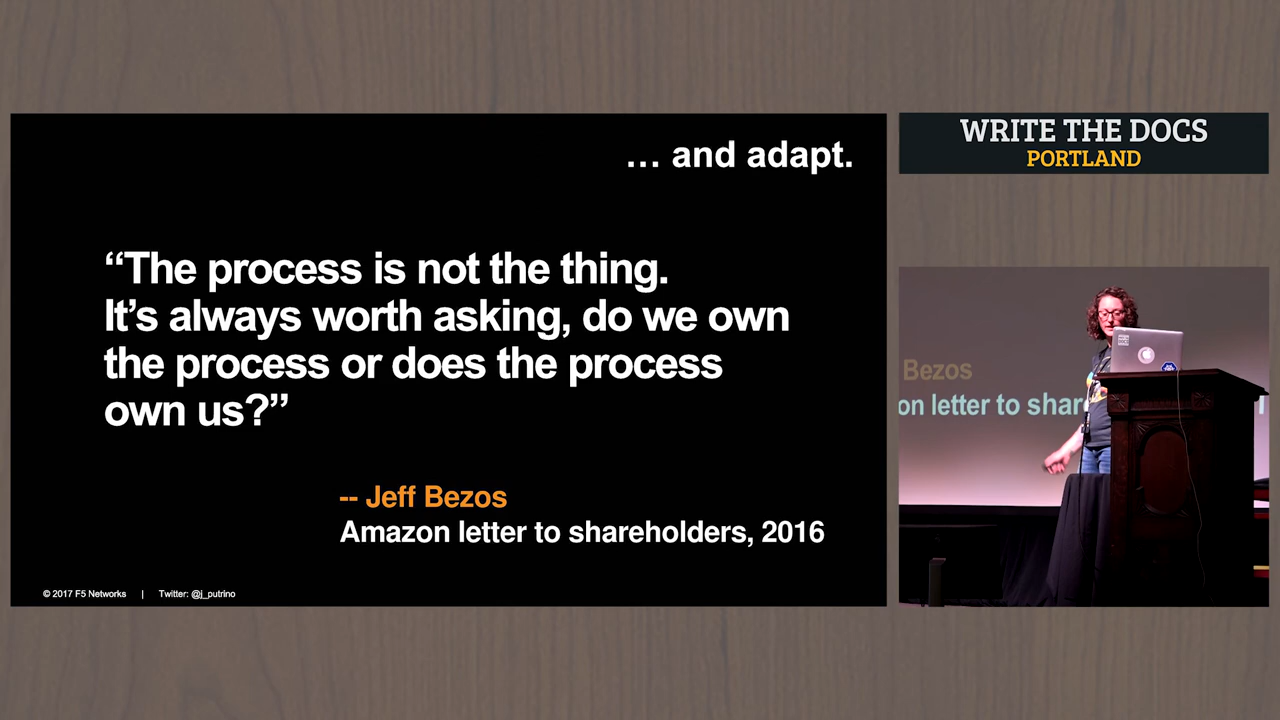 … and adapt.
“The process is not the thing.
It’s always worth asking, do we own
the process or does the process
own us?”
-- Jeff Bezos
Amazon letter to shareholders, 2016
© 2017 F5 Networks | Twitter: @j_putrino
WRITE THE DOCS
PORTLAND
Bezos
on letter to shar